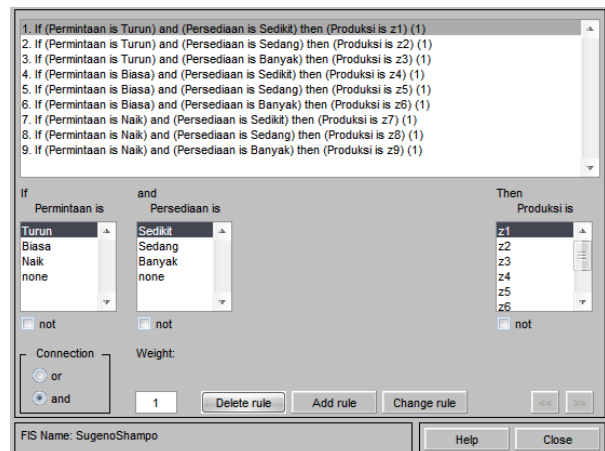 1. If (Permintaan is Turun) and (Persediaan is Sedikit) then (Produksi is z1) (1)
2. If (Permintaan is Turun) and (Persediaan is Sedang) then (Produksi is z2) (1)
3. If (Permintaan is Turun) and (Persediaan is Banyak) then (Produksi is z3) (1)
4. If (Permintaan is Biasa) and (Persediaan is Sedikit) then (Produksi is z4) (1)
5. If (Permintaan is Biasa) and (Persediaan is Sedang) then (Produksi is z5) (1)
6. If (Permintaan is Biasa) and (Persediaan is Banyak) then (Produksi is z6) (1)
7. If (Permintaan is Naik) and (Persediaan is Sedikit) then (Produksi is z7) (1)
8. If (Permintaan is Naik) and (Persediaan is Sedang) then (Produksi is z8) (1)
9. If (Permintaan is Naik) and (Persediaan is Banyak) then (Produksi is z9) (1)
If
Permintaan is
Turun
Biasa
Naik
none
not
and
Persediaan is
Sedikit
Sedang
Banyak
none
not
Then
Produksi is
z1
z2
z3
z4
z5
z6
not
Connection
or
and
Weight:
1
Delete rule
Add rule
Change rule
<<
>>
FIS Name: SugenoShampo
Help
Close